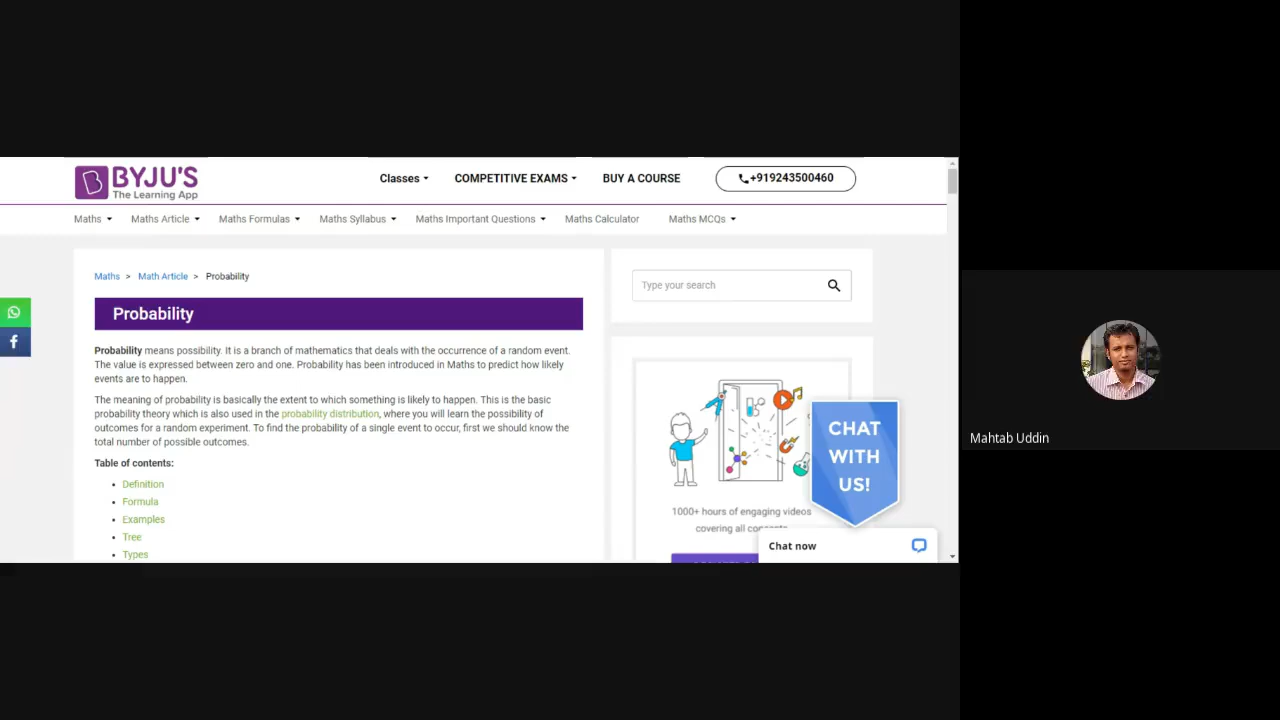 BYJU'S
The Learning App
Classes
COMPETITIVE EXAMS
BUY A COURSE
+919243500460
Maths
Maths Article
Maths Formulas
Maths Syllabus
Maths Important Questions
Maths Calculator
Maths MCQs
Maths > Math Article > Probability
Probability
Probability means possibility. It is a branch of mathematics that deals with the occurrence of a random event.
The value is expressed between zero and one. Probability has been introduced in Maths to predict how likely
events are to happen.
The meaning of probability is basically the extent to which something is likely to happen. This is the basic
probability theory which is also used in the probability distribution, where you will learn the possibility of
outcomes for a random experiment. To find the probability of a single event to occur, first we should know the
total number of possible outcomes.
Table of contents:
• Definition
• Formula
• Examples
• Tree
• Types
Type your search
1000+ hours of engaging videos
covering all concepts
CHAT
WITH
US!
Chat now
Mahtab Uddin